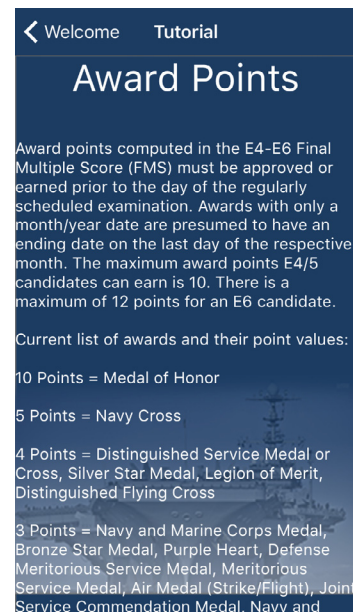 Welcome Tutorial
Award Points
Award points computed in the E4-E6 Final
Multiple Score (FMS) must be approved or
earned prior to the day of the regularly
scheduled examination. Awards with only a
month/year date are presumed to have an
ending date on the last day of the respective
month. The maximum award points E4/5
candidates can earn is 10. There is a
maximum of 12 points for an E6 candidate.
Current list of awards and their point values:
10 Points = Medal of Honor
5 Points = Navy Cross
4 Points = Distinguished Service Medal or
Cross, Silver Star Medal, Legion of Merit,
Distinguished Flying Cross
3 Points = Navy and Marine Corps Medal,
Bronze Star Medal, Purple Heart, Defense
Meritorious Service Medal, Meritorious
Service Medal, Air Medal (Strike/Flight), Joint
Service Commendation Medal, Navy and